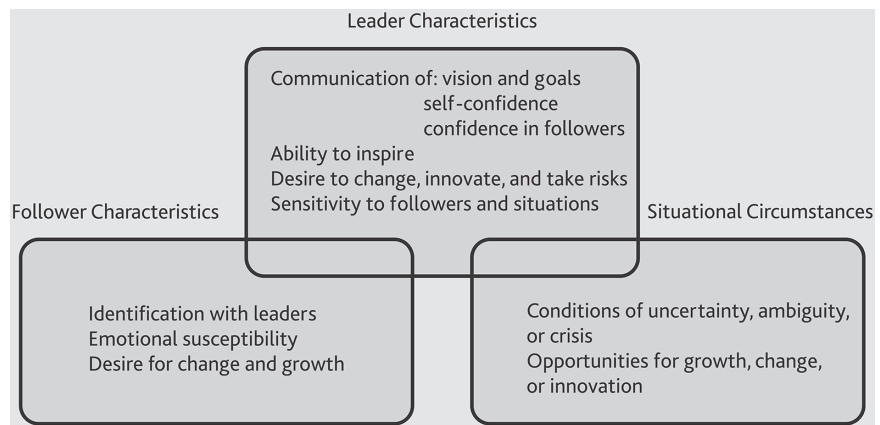 Leader Characteristics
Communication of: vision and goals
self-confidence
confidence in followers
Ability to inspire
Desire to change, innovate, and take risks
Sensitivity to followers and situations
Follower Characteristics
Situational Circumstances
Identification with leaders
Emotional susceptibility
Desire for change and growth
Conditions of uncertainty, ambiguity,
or crisis
Opportunities for growth, change,
or innovation